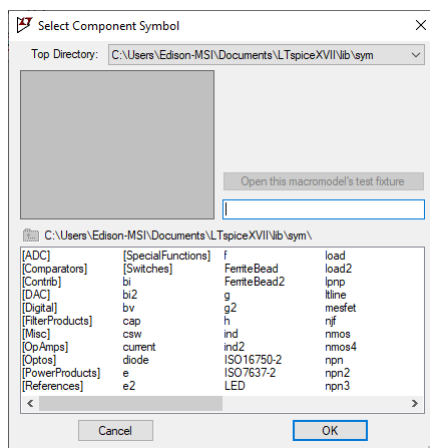 Select Component Symbol
Top Directory: C:\Users\Edison-MSI\Documents\LTspiceXVII\lib\sym
Open this macromodel's test fixture
C:\Users\Edison-MSI\Documents\LTspiceXVII\lib\sym\
[ADC] [SpecialFunctions] f load
[Comparators] [Switches] FerriteBead load2
[Contrib] bi FerriteBead2 lpnp
[DAC] bi2 g ltline
[Digital] bv g2 mesfet
[FilterProducts] cap h njf
[Misc] csw ind nmos
[OpAmps] current ind2 nmos4
[Optos] diode ISO16750-2 npn
[PowerProducts] e ISO7637-2 npn2
[References] e2 LED npn3
Cancel OK